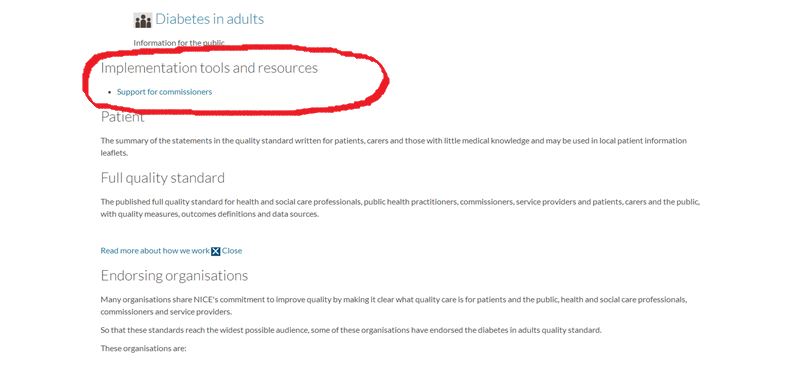 Diabetes in adults
Information for the public
Implementation tools and resources
Support for commissioners
Patient
The summary of the statements in the quality standard written for patients, carers and those with little medical knowledge and may be used in local patient information
leaflets.
Full quality standard
The published full quality standard for health and social care professionals, public health practitioners, commissioners, service providers and patients, carers and the public,
with quality measures, outcomes definitions and data sources.
Read more about how we work Close
Endorsing organisations
Many organisations share NICE's commitment to improve quality by making it clear what quality care is for patients and the public, health and social care professionals,
commissioners and service providers.
So that these standards reach the widest possible audience, some of these organisations have endorsed the diabetes in adults quality standard.
These organisations are: